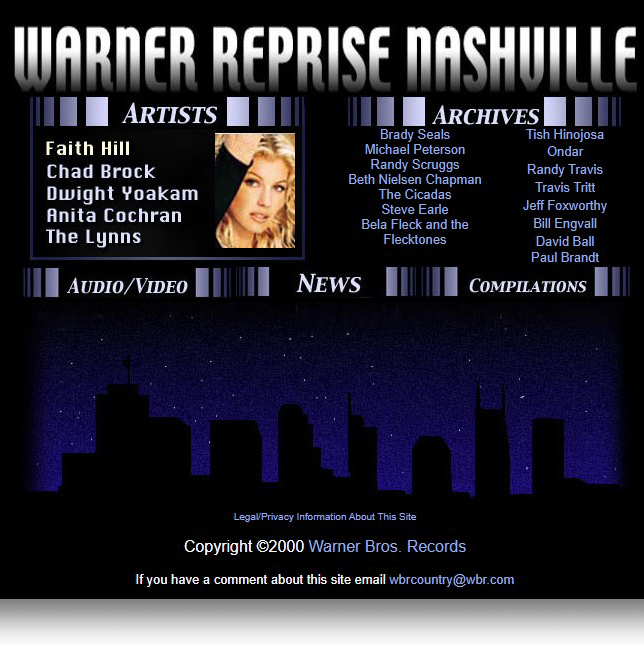 WARNER REPRISE NASHVILLE
ARTISTS
Faith Hill
Chad Brock
Dwight Yoakam
Anita Cochran
The Lynns
ARCHIVES
Brady Seals
Michael Peterson
Randy Scruggs
Beth Nielsen Chapman
The Cicadas
Steve Earle
Bela Fleck and the
Flecktones
Tish Hinojosa
Ondar
Randy Travis
Travis Tritt
Jeff Foxworthy
Bill Engvall
David Ball
Paul Brandt
AUDIO/VIDEO
NEWS
COMPILATIONS
Legal/Privacy Information About This Site
Copyright ©2000 Warner Bros. Records
If you have a comment about this site email wbrcountry@wbr.com